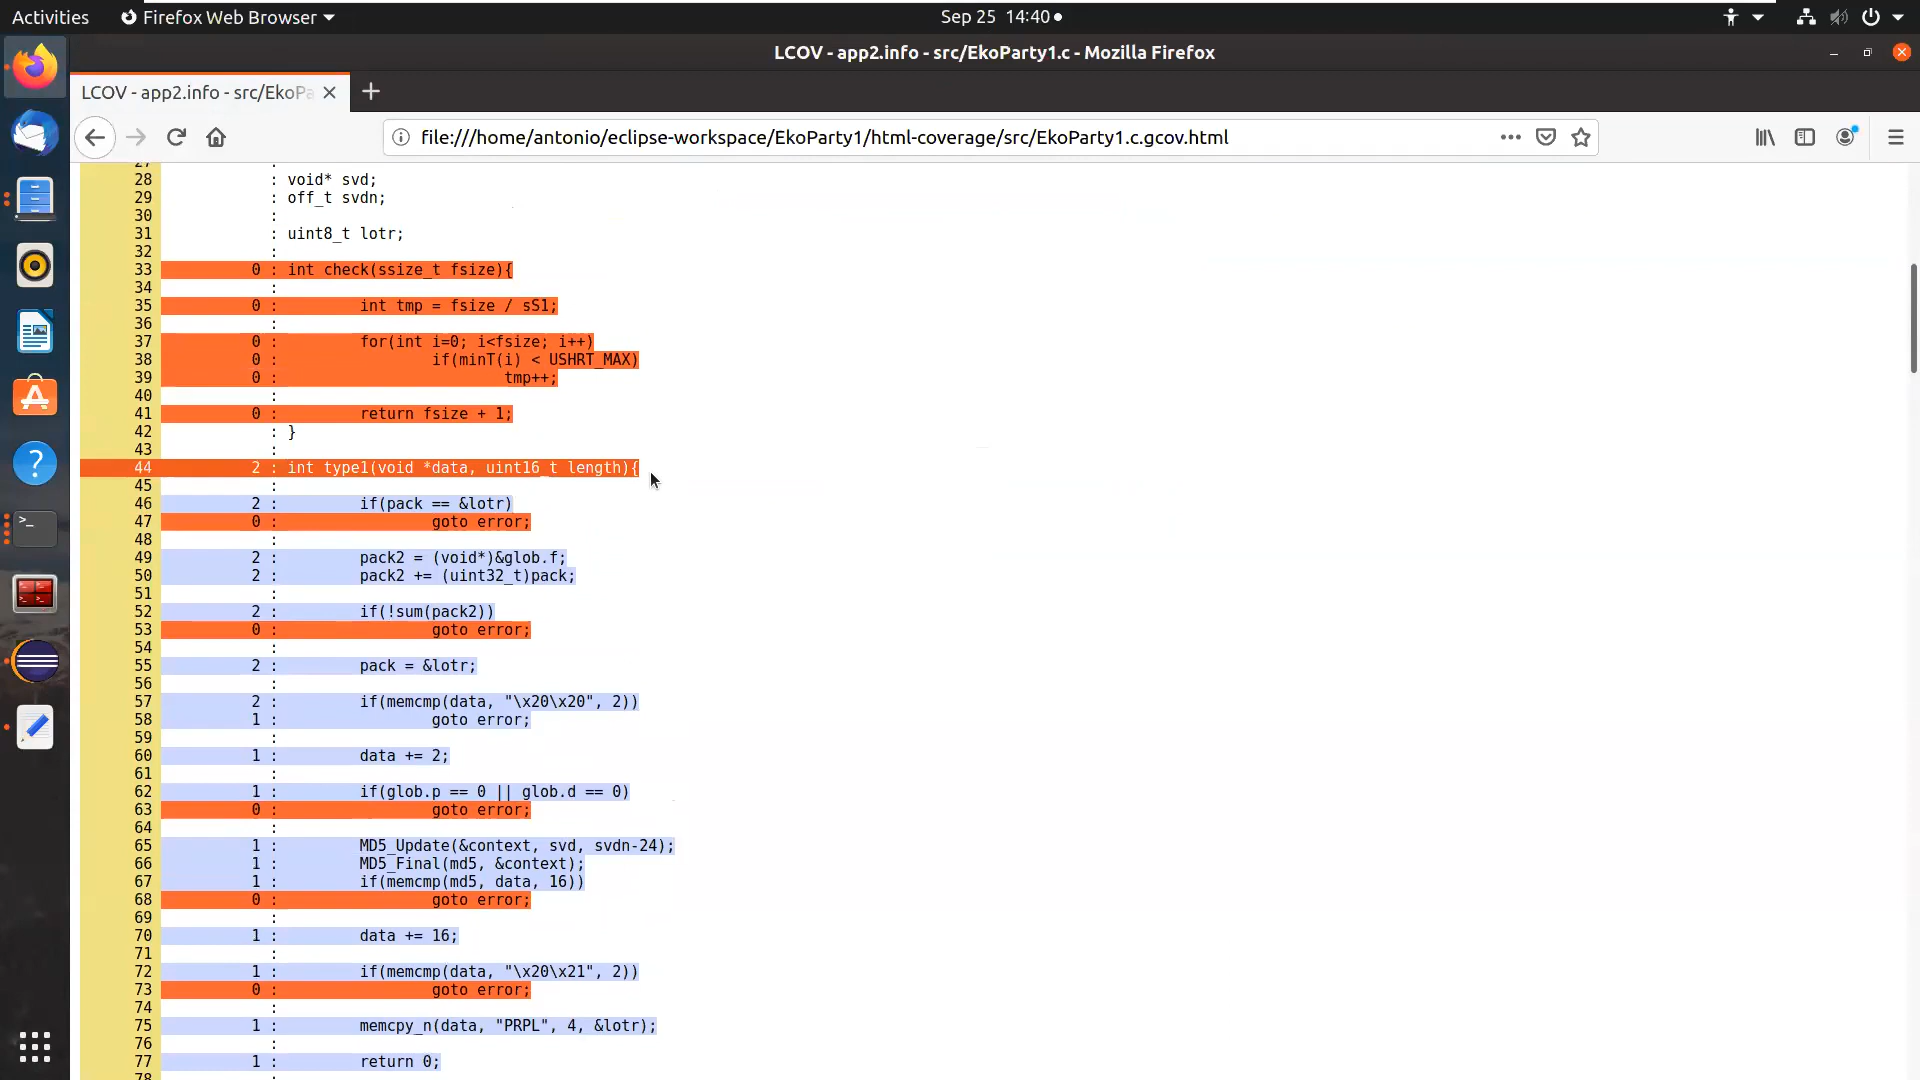 Activities
Firefox Web Browser
Sep 25 14:40
LCOV - app2.info - src/EkoParty1.c - Mozilla Firefox
LCOV - app2.info - src/EkoPa
file:///home/antonio/eclipse-workspace/EkoParty1/html-coverage/src/EkoParty1.c.gcov.html
27 :
28 : void* svd;
29 : off_t svdn;
30 :
31 : uint8_t lotr;
32 :
33 0 : int check(ssize_t fsize){
34 :
35 0 : int tmp = fsize / sS1;
36 :
37 0 : for(int i=0; i<fsize; i++)
38 0 : if(minT(i) < USHRT_MAX)
39 0 : tmp++;
40 :
41 0 : return fsize + 1;
42 : }
43 :
44 2 : int type1(void *data, uint16_t length){
45 :
46 2 : if(pack == &lotr)
47 0 : goto error;
48 :
49 2 : pack2 = (void*)&glob.f;
50 2 : pack2 += (uint32_t)pack;
51 :
52 2 : if(!sum(pack2))
53 0 : goto error;
54 :
55 2 : pack = &lotr;
56 :
57 2 : if(memcmp(data, "\x20\x20", 2))
58 1 : goto error;
59 :
60 1 : data += 2;
61 :
62 1 : if(glob.p == 0 || glob.d == 0)
63 0 : goto error;
64 :
65 1 : MD5_Update(&context, svd, svdn-24);
66 1 : MD5_Final(md5, &context);
67 1 : if(memcmp(md5, data, 16))
68 0 : goto error;
69 :
70 1 : data += 16;
71 :
72 1 : if(memcmp(data, "\x20\x21", 2))
73 0 : goto error;
74 :
75 1 : memcpy_n(data, "PRPL", 4, &lotr);
76 :
77 1 : return 0;
78 :